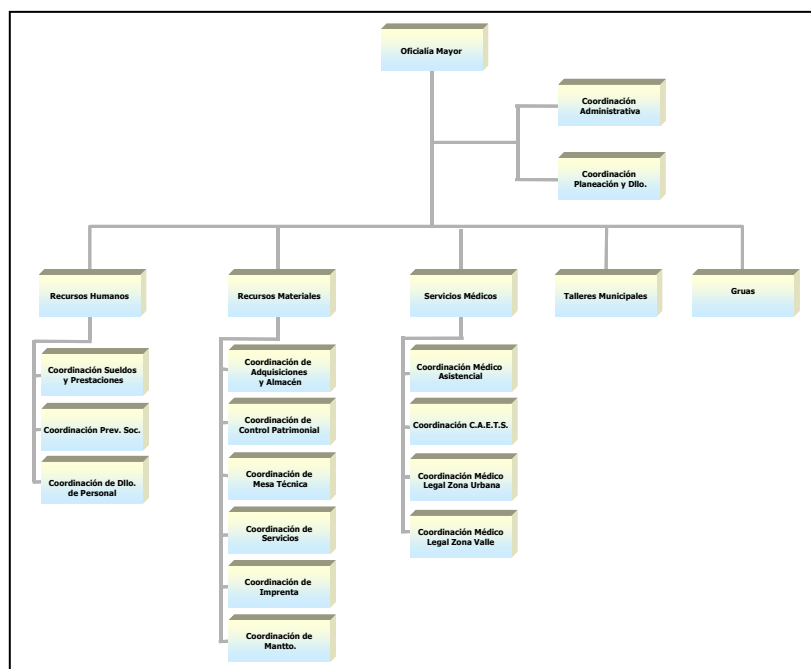 Oficialía Mayor
Coordinación
Administrativa
Coordinación
Planeación y Dllo.
Recursos Humanos
Recursos Materiales
Servicios Médicos
Talleres Municipales
Gruas
Coordinación Sueldos
y Prestaciones
Coordinación Prev. Soc.
Coordinación de Dllo.
de Personal
Coordinación de
Adquisiciones
y Almacén
Coordinación de
Control Patrimonial
Coordinación de
Mesa Técnica
Coordinación de
Servicios
Coordinación de
Imprenta
Coordinación de
Mantto.
Coordinación Médico
Asistencial
Coordinación C.A.E.T.S.
Coordinación Médico
Legal Zona Urbana
Coordinación Médico
Legal Zona Valle